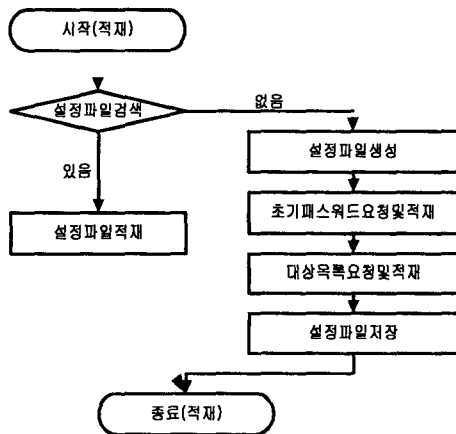 시작(적재)
설정파일검색
없음
설정파일생성
있음
초기패스워드요청및적재
설정파일적재
대상목록요청및적재
설정파일저장
종료(적재)